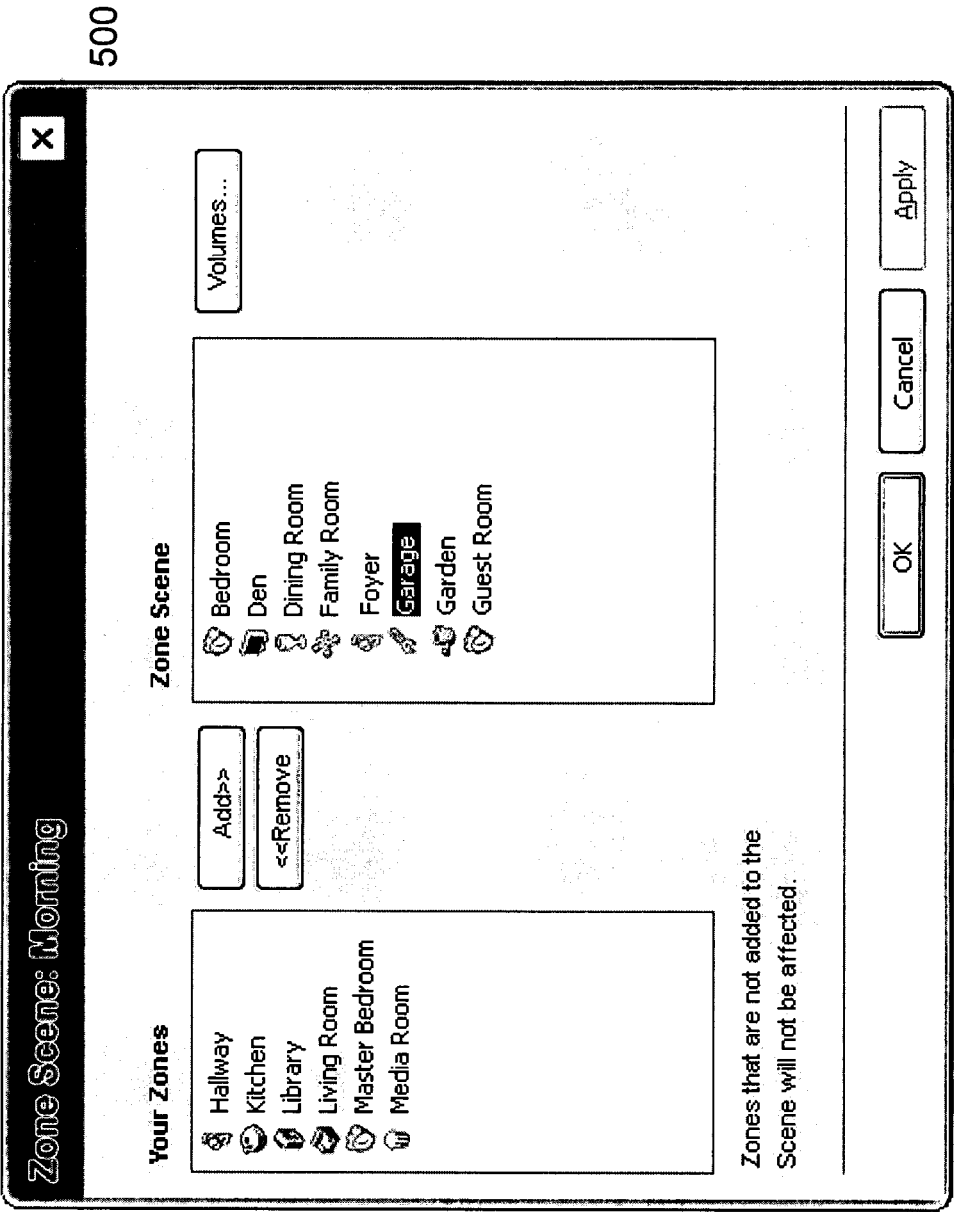 500
Zone Scene: Morning
X
Your Zones
Hallway
Kitchen
Library
Living Room
Master Bedroom
Media Room
Add>>
<<Remove
Zone Scene
Bedroom
Den
Dining Room
Family Room
Foyer
Garage
Garden
Guest Room
Volumes...
Zones that are not added to the
Scene will not be affected.
OK
Cancel
Apply